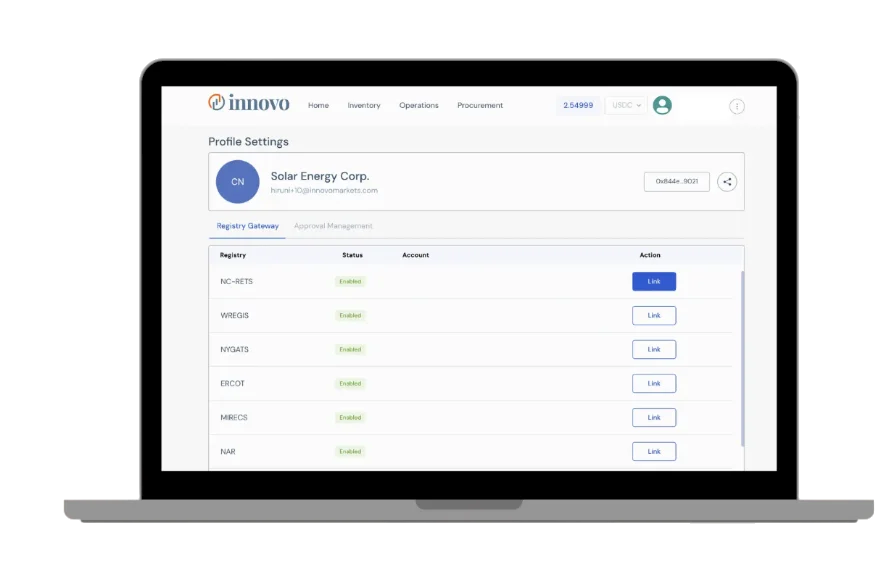 innovo Home Inventory Operations Procurement 2.54999 USDC
Profile Settings
CN
Solar Energy Corp.
hiruni+10@innovomarkets.com
0x844e...9021
Registry Gateway Approval Management
Registry Status Account Action
NC-RETS Enabled Link
WREGIS Enabled Link
NYGATS Enabled Link
ERCOT Enabled Link
MIRECS Enabled Link
NAR Enabled Link